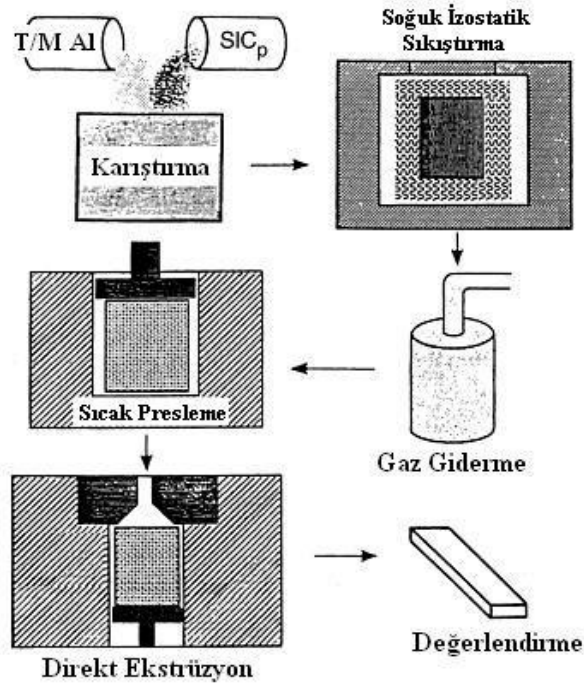 T/M Al
SiCp
Karıştırma
Soğuk İzostatik
Sıkıştırma
Gaz Giderme
Sıcak Presleme
Direkt Ekstrüzyon
Değerlendirme